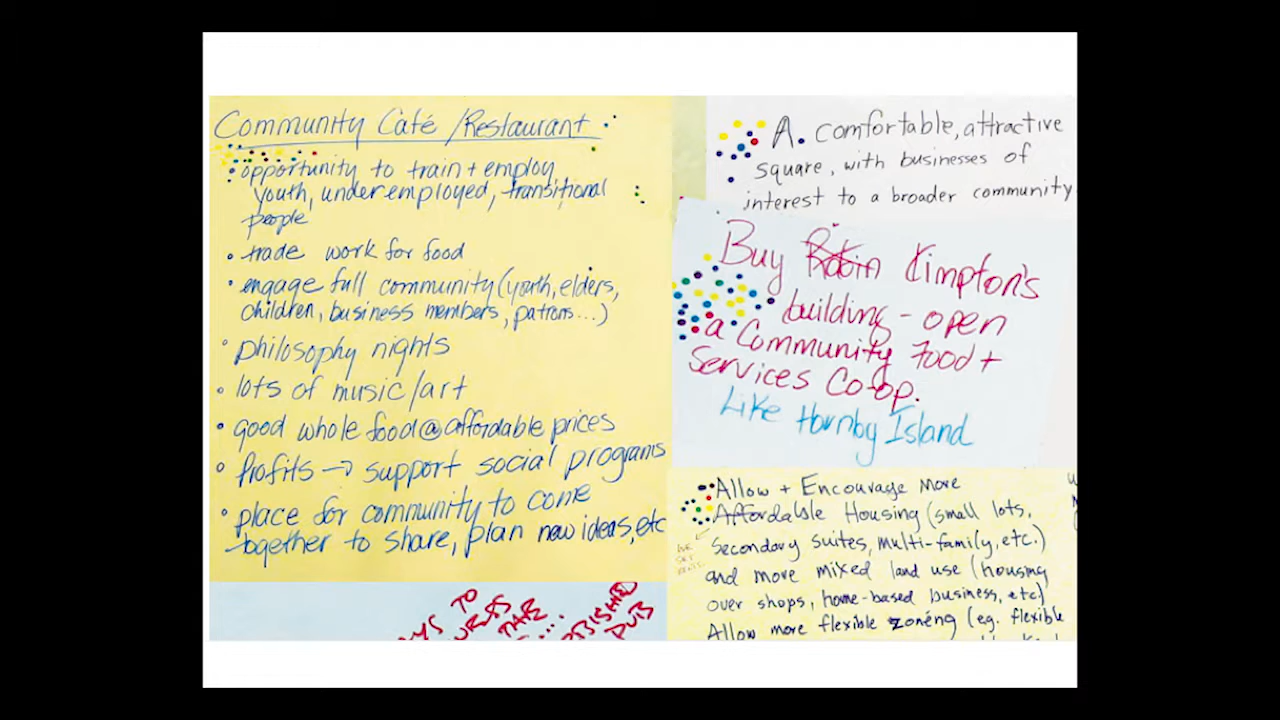 Community Café /Restaurant
• opportunity to train + employ
youth, underemployed, transitional
people
• trade work for food
• engage full community (youth, elders,
children, business members, patrons...)
• philosophy nights
• lots of music/art
• good whole food @ affordable prices
• Profits → support social programs
• place for community to come
together to share, plan new ideas, etc
TO
THE
PUB
A comfortable, attractive
square, with businesses of
interest to a broader community
Buy Robin Kimpton's
building - open
a Community Food +
Services Co-op.
Like Hornby Island
Allow + Encourage More
Affordable Housing (small lots,
secondary suites, multi-family, etc.)
and more mixed land use (housing
over shops, home-based business, etc)
Allow more flexible zoneing (eg. flexible